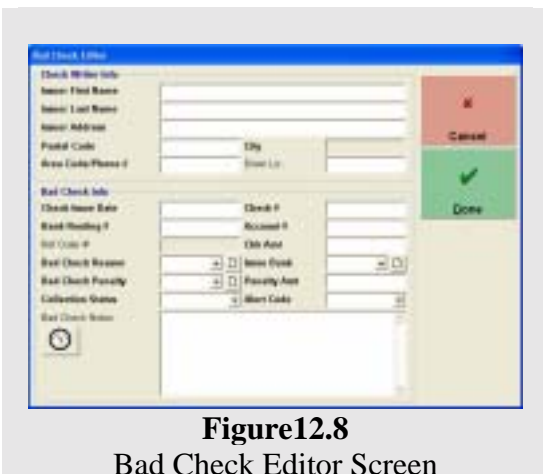 Bad Check Editor
Check Writer Info
Issuer First Name
Issuer Last Name
Issuer Address
Postal Code City
Area Code/Phone #
Bad Check Info
Check Issue Date Check #
Bank Routing # Account #
Ref Code # Chk Amt
Bad Check Reason Issue Bank
Bad Check Penalty Penalty Amt
Collection Status Alert Code
Bad Check Notes
Cancel
Done
Figure12.8
Bad Check Editor Screen